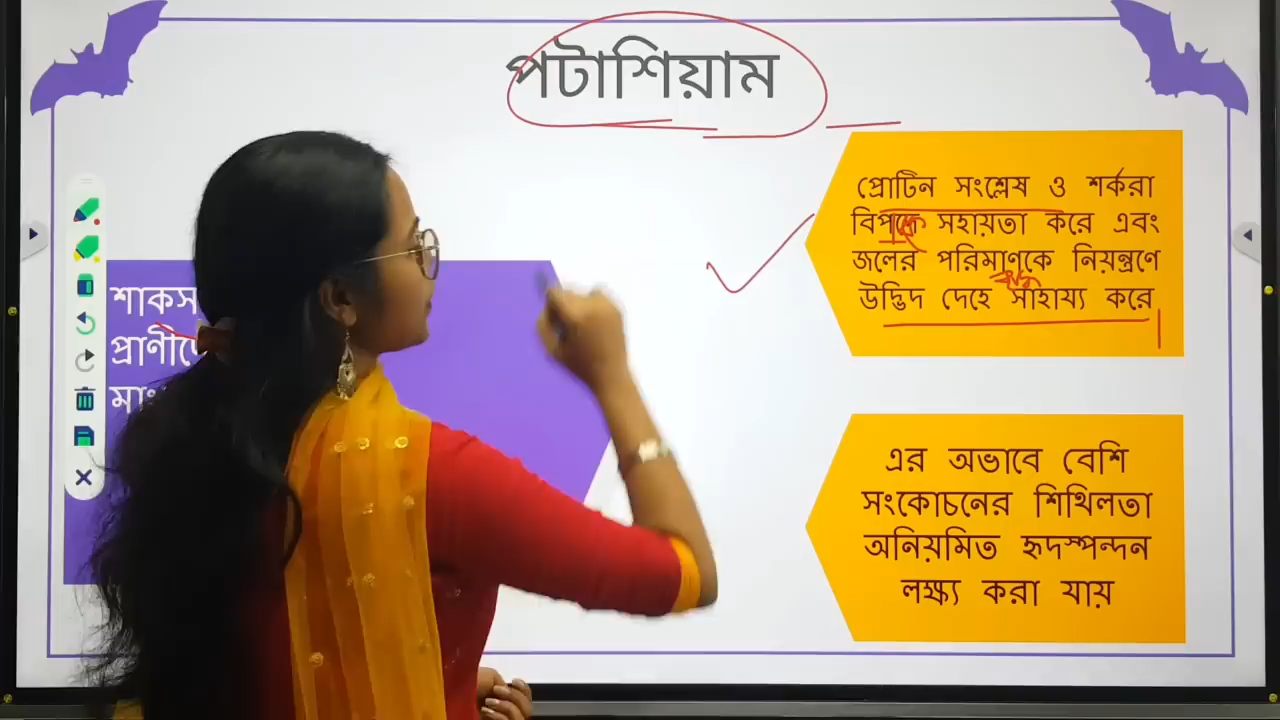 পটাশিয়াম
প্রোটিন সংশ্লেষ ও শর্করা
সহায়তা করে এবং
জলের পরিমাণকে নিয়ন্ত্রণে
উদ্ভিদ দেহে সাহায্য করে
এর অভাবে বেশি
সংকোচনের শিথিলতা
অনিয়মিত হৃদস্পন্দন
লক্ষ্য করা যায়